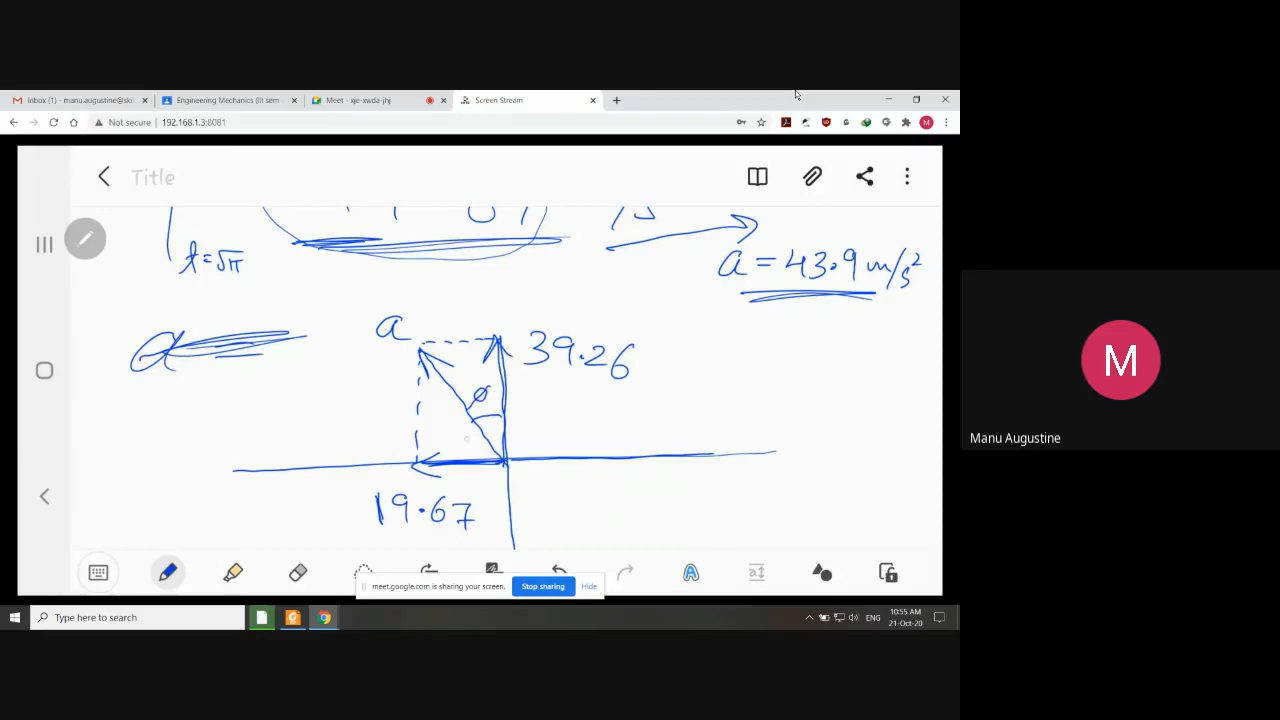 Inbox (1) - manu.augustine@skit
Engineering Mechanics (III sem
Meet - xje-xwda-jhj
Screen Stream
Not secure
192.168.1.3:8081
M
Title
t = √π
a = 43.9 m/s²
a
39.26
φ
19.67
M
Manu Augustine
meet.google.com is sharing your screen.
Stop sharing
Hide
Type here to search
ENG
10:55 AM
21-Oct-20